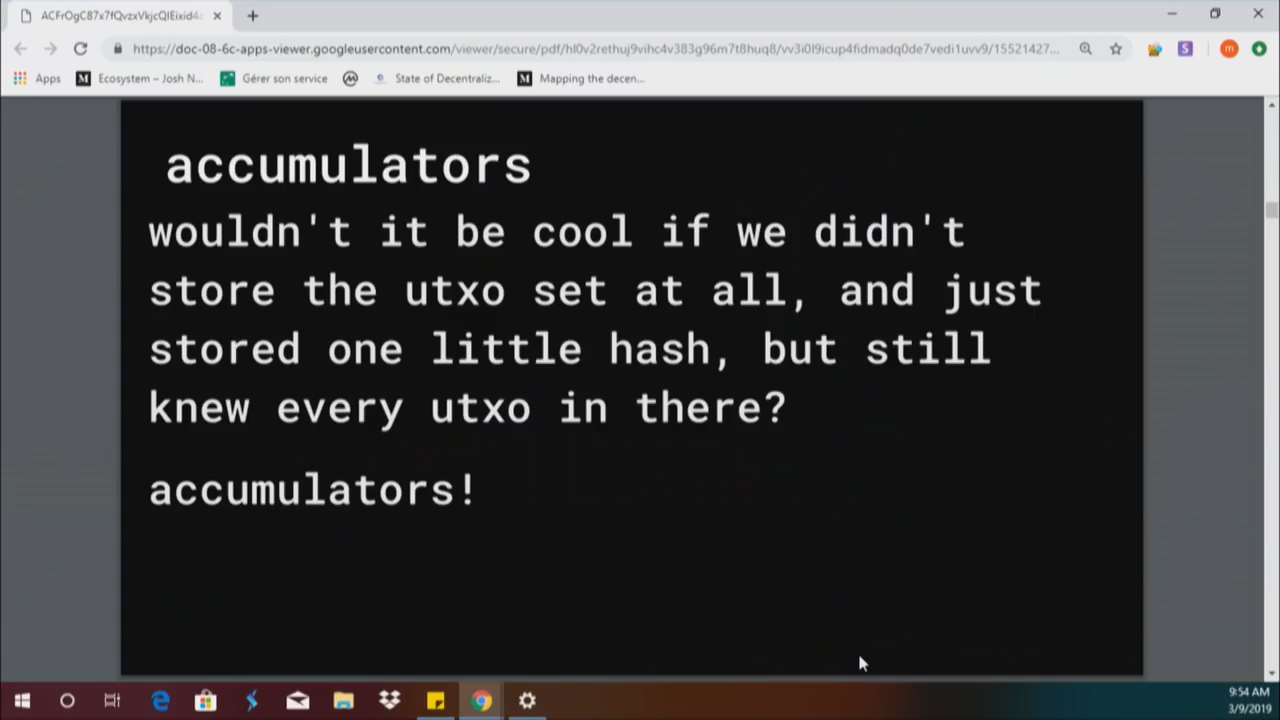 ACFrOgC87x7fQvzxVkjcQIEixid4c
https://doc-08-6c-apps-viewer.googleusercontent.com/viewer/secure/pdf/hl0v2rethuj9vihc4v383g96m7t8huq8/vv3i0l9icup4fidmadq0de7vedi1uvv9/15521427...
Apps
M Ecosystem – Josh N...
Gérer son service
State of Decentraliz...
M Mapping the decen...
accumulators
wouldn't it be cool if we didn't
store the utxo set at all, and just
stored one little hash, but still
knew every utxo in there?
accumulators!
9:54 AM
3/9/2019